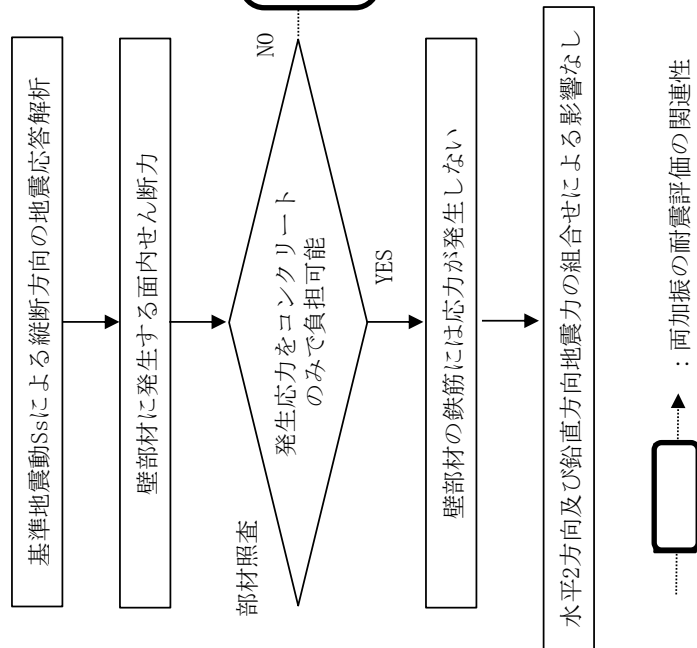 基準地震動Ssによる縦断方向の地震応答解析
壁部材に発生する面内せん断力
部材照査
発生応力をコンクリート
のみで負担可能
NO
YES
壁部材の鉄筋には応力が発生しない
水平2方向及び鉛直方向地震力の組合せによる影響なし
：両加振の耐震評価の関連性